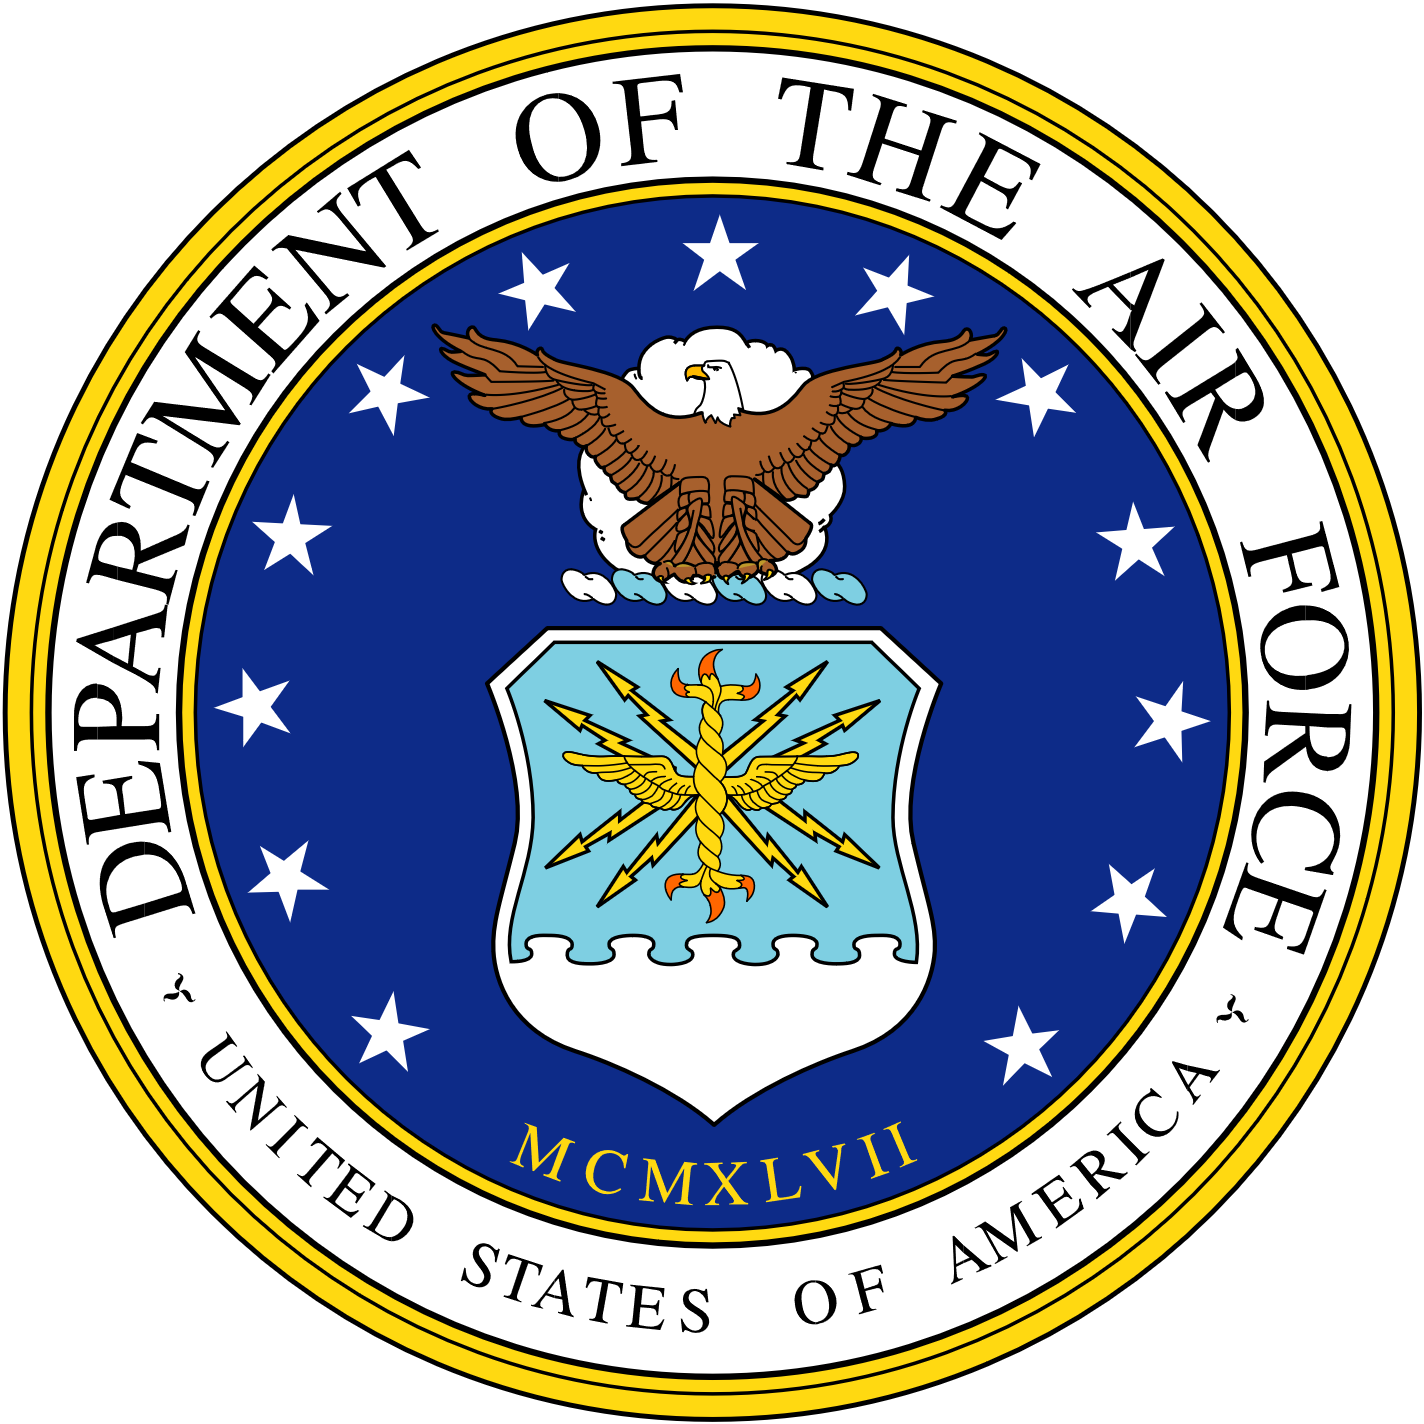 DEPARTMENT OF THE AIR FORCE
MCMXLVII
UNITED STATES OF AMERICA